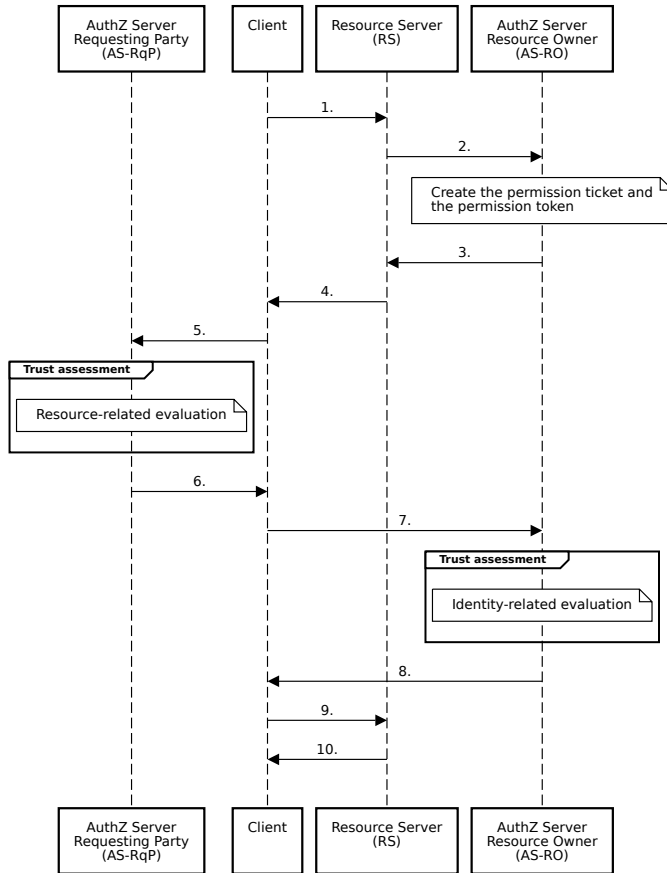 AuthZ Server
Requesting Party
(AS-RqP)
Client
Resource Server
(RS)
AuthZ Server
Resource Owner
(AS-RO)
1.
2.
Create the permission ticket and
the permission token
3.
4.
5.
Trust assessment
Resource-related evaluation
6.
7.
Trust assessment
Identity-related evaluation
8.
9.
10.
AuthZ Server
Requesting Party
(AS-RqP)
Client
Resource Server
(RS)
AuthZ Server
Resource Owner
(AS-RO)